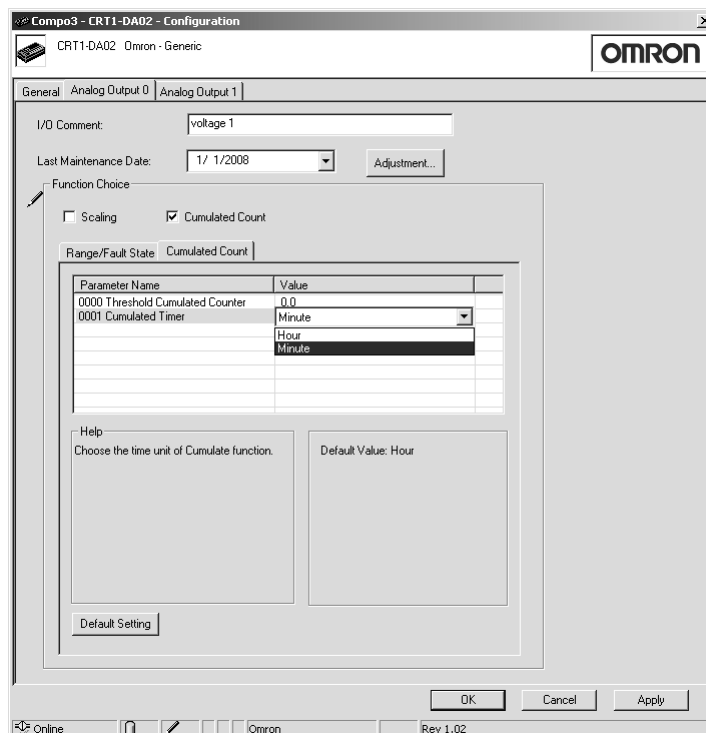 Compo3 - CRT1-DA02 - Configuration
CRT1-DA02 Omron - Generic
OMRON
General Analog Output 0 Analog Output 1
I/O Comment: voltage 1
Last Maintenance Date: 1/ 1/2008 Adjustment...
Function Choice
Scaling Cumulated Count
Range/Fault State Cumulated Count
Parameter Name Value
0000 Threshold Cumulated Counter 0.0
0001 Cumulated Timer Minute
Hour
Minute
Help
Choose the time unit of Cumulate function. Default Value: Hour
Default Setting
OK Cancel Apply
Online Omron Rev 1.02